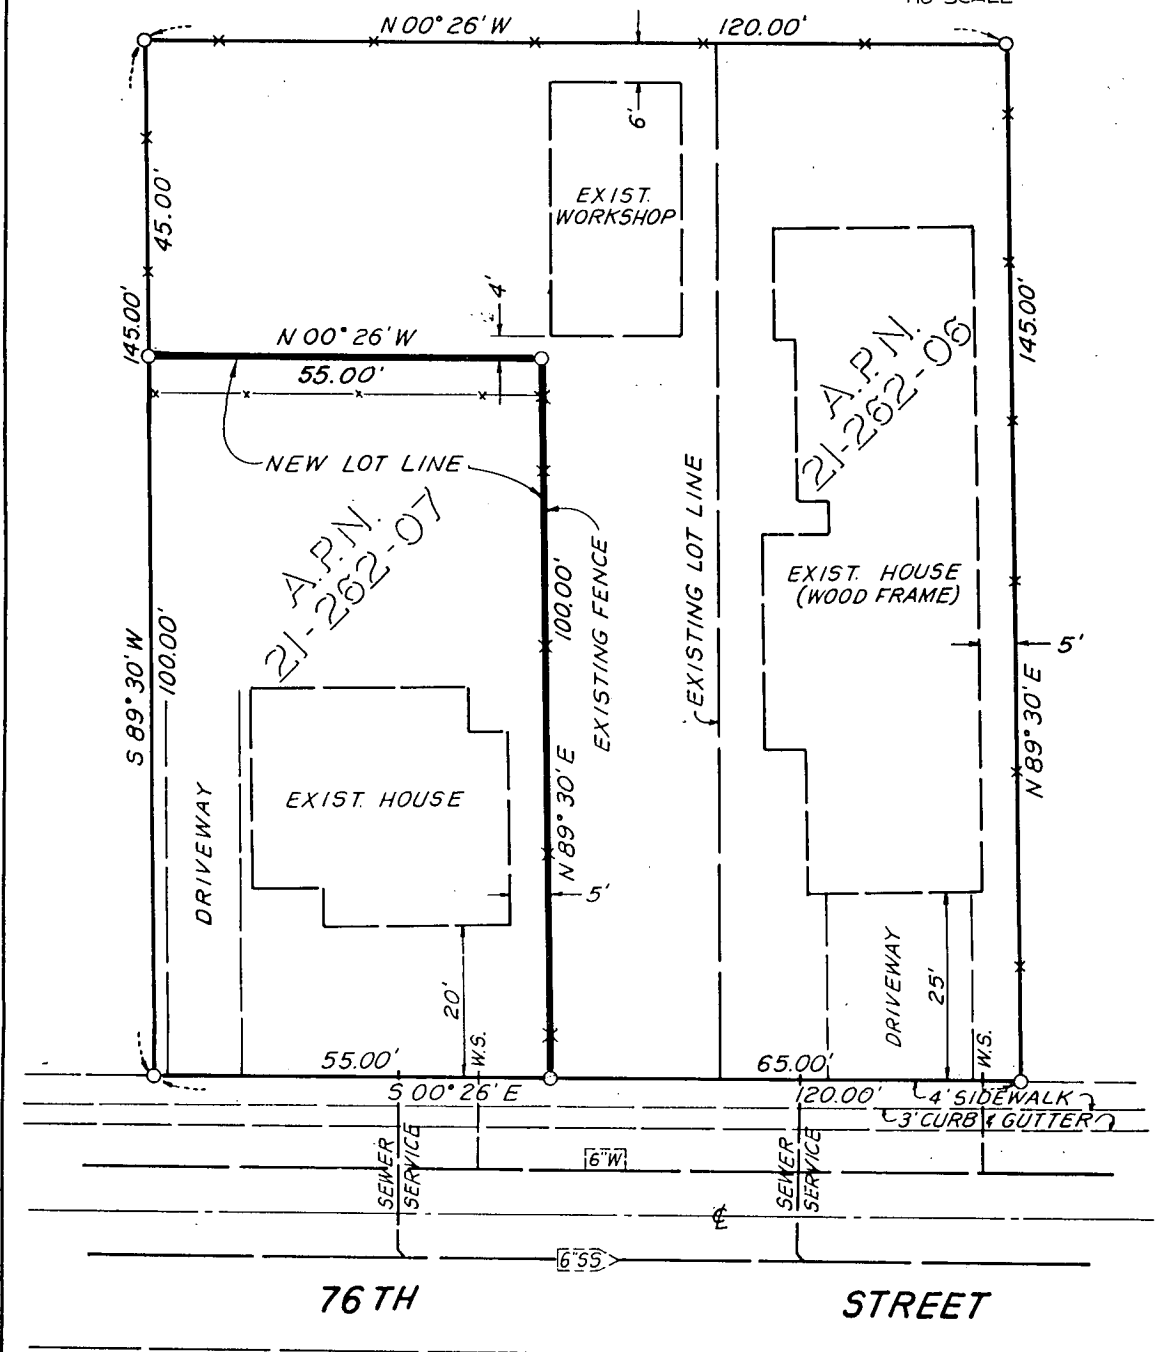 NO SCALE
N 00° 26' W
120.00'
6'
45.00'
EXIST.
WORKSHOP
4'
145.00'
N 00° 26' W
55.00'
145.00'
A.P.N.
21-262-06
NEW LOT LINE
A.P.N.
21-262-07
EXISTING LOT LINE
EXISTING FENCE
100.00'
EXIST. HOUSE
(WOOD FRAME)
5'
S 89° 30' W
100.00'
N 89° 30' E
N 89° 30' E
DRIVEWAY
EXIST. HOUSE
5'
20'
W.S.
DRIVEWAY
25'
W.S.
55.00'
65.00'
S 00° 26' E
120.00'
4' SIDEWALK
3' CURB & GUTTER
SEWER
SERVICE
6"W
SEWER
SERVICE
℄
6"SS
76TH STREET